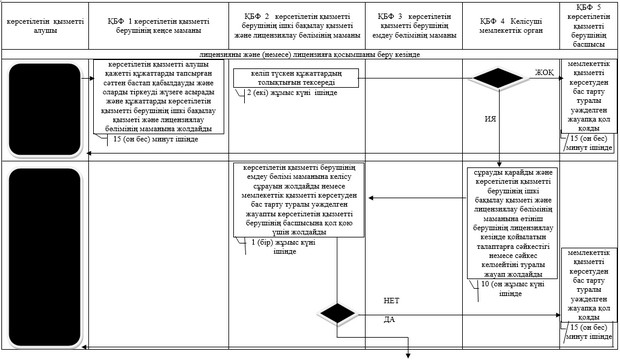 көрсетілетін қызметті
алушы
ҚБФ 1 көрсетілетін қызметті
берушінің кеңсе маманы
ҚБФ 2 көрсетілетін қызметті
берушінің ішкі бақылау қызметі
және лицензиялау бөлімінің маманы
ҚБФ 3 көрсетілетін
қызметті берушінің
емдеу бөлімінің маманы
ҚБФ 4 Келісуші
мемлекеттік орган
ҚБФ 5
көрсетілетін
қызметті
берушінің
басшысы
лицензияны және (немесе) лицензияға қосымшаны беру кезінде
көрсетілетін қызметті алушы
қажетті құжаттарды тапсырған
сәттен бастап қабылдауды және
оларды тіркеуді жүзеге асырады
және құжаттарды көрсетілетін
қызметті берушінің ішкі бақылау
қызметі және лицензиялау
бөлімінің маманына жолдайды
15 (он бес) минут ішінде
келіп түскен құжаттардың
толықтығын тексереді
2 (екі) жұмыс күні ішінде
ЖОҚ
ИЯ
мемлекеттік
қызметті
көрсетуден
бас тарту
туралы
уәжделген
жауапқа қол
қояды
15 (он бес)
минут ішінде
көрсетілетін қызметті берушінің
емдеу бөлімі маманына келісу
сұрауын жолдайды немесе
мемлекеттік қызметті көрсетуден
бас тарту туралы уәжделген
жауапты көрсетілетін қызметті
берушінің басшысына қол қою
үшін жолдайды
1 (бір) жұмыс күні
ішінде
сұрауды қарайды және
көрсетілетін қызметті
берушінің ішкі
бақылау қызметі және
лицензиялау бөлімінің
маманына өтініш
берушінің лицензиялау
кезінде қойылатын
талаптарға сәйкестігі
немесе сәйкес
келмейтіні туралы
жауап жолдайды
10 (он жұмыс күні
ішінде
НЕТ
ДА
мемлекеттік
қызметті
көрсетуден
бас тарту
туралы
уәжделген
жауапқа қол
қояды
15 (он бес)
минут ішінде